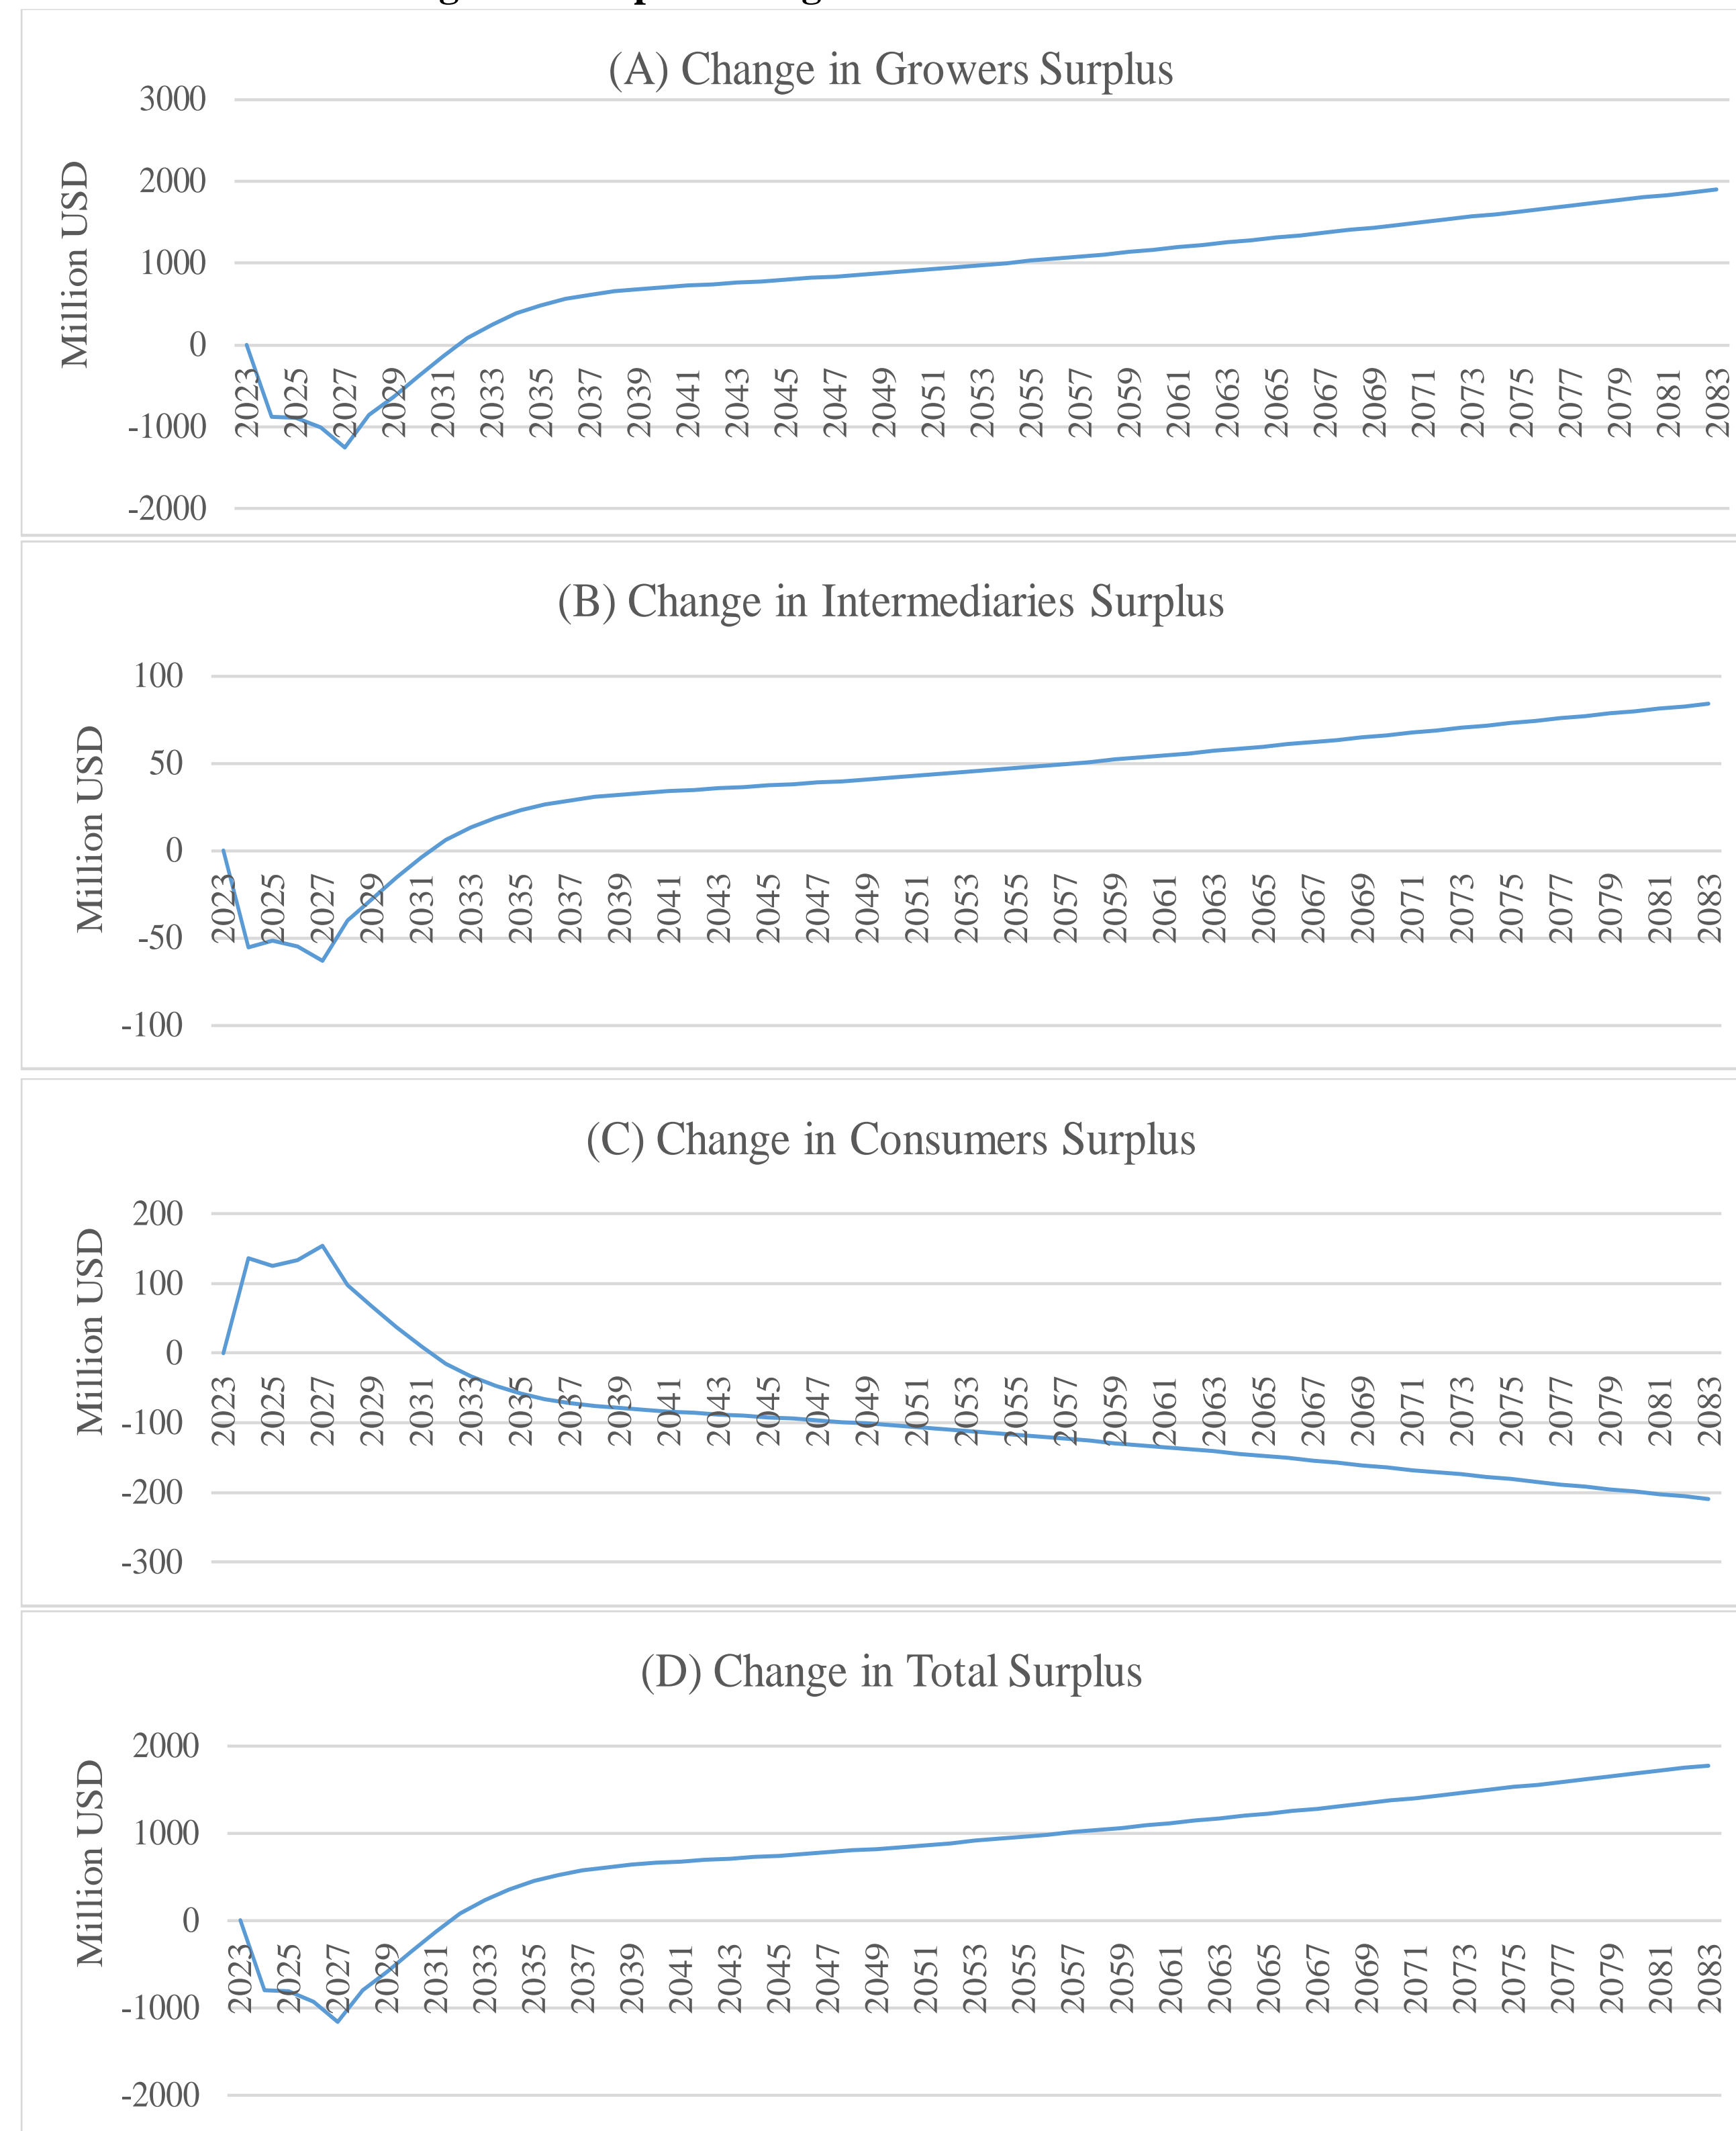 (A) Change in Growers Surplus
3000
2000
1000
0
-1000
-2000
Million USD
2023 2025 2027 2029 2031 2033 2035 2037 2039 2041 2043 2045 2047 2049 2051 2053 2055 2057 2059 2061 2063 2065 2067 2069 2071 2073 2075 2077 2079 2081 2083
(B) Change in Intermediaries Surplus
100
50
0
-50
-100
Million USD
2023 2025 2027 2029 2031 2033 2035 2037 2039 2041 2043 2045 2047 2049 2051 2053 2055 2057 2059 2061 2063 2065 2067 2069 2071 2073 2075 2077 2079 2081 2083
(C) Change in Consumers Surplus
200
100
0
-100
-200
-300
Million USD
2023 2025 2027 2029 2031 2033 2035 2037 2039 2041 2043 2045 2047 2049 2051 2053 2055 2057 2059 2061 2063 2065 2067 2069 2071 2073 2075 2077 2079 2081 2083
(D) Change in Total Surplus
2000
1000
0
-1000
-2000
Million USD
2023 2025 2027 2029 2031 2033 2035 2037 2039 2041 2043 2045 2047 2049 2051 2053 2055 2057 2059 2061 2063 2065 2067 2069 2071 2073 2075 2077 2079 2081 2083